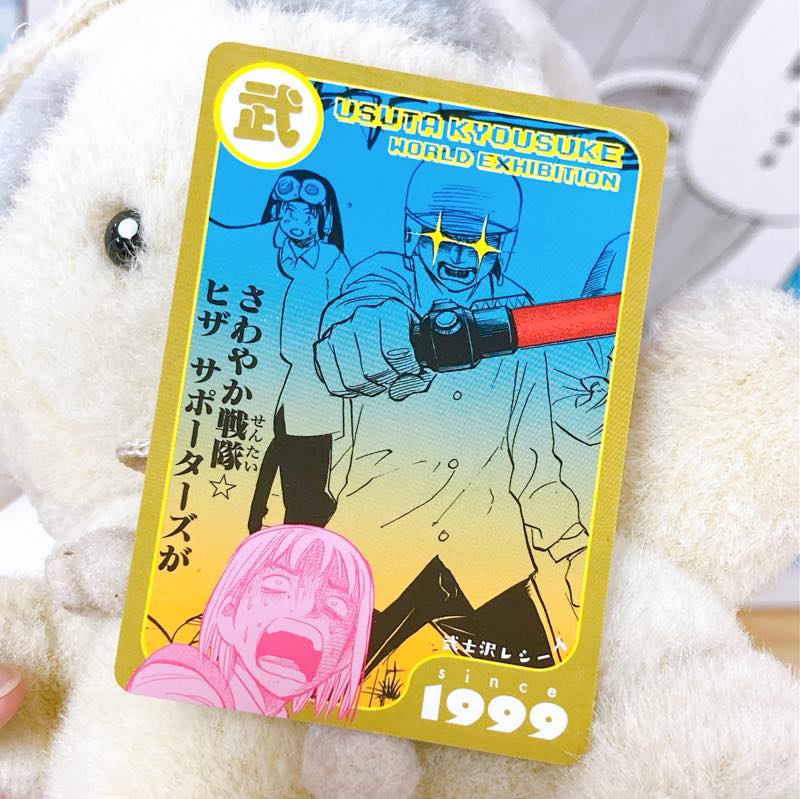 武
USUTA KYOUSUKE
WORLD EXHIBITION
さわやか戦隊☆
せんたい
ヒザ サポーターズが
武士沢レシーブ
since
1999